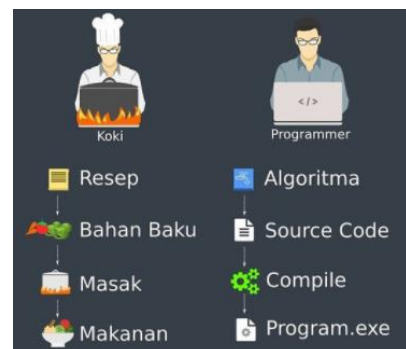 </>
Koki
Programmer
Resep
Algoritma
Bahan Baku
Source Code
Masak
Compile
Makanan
Program.exe